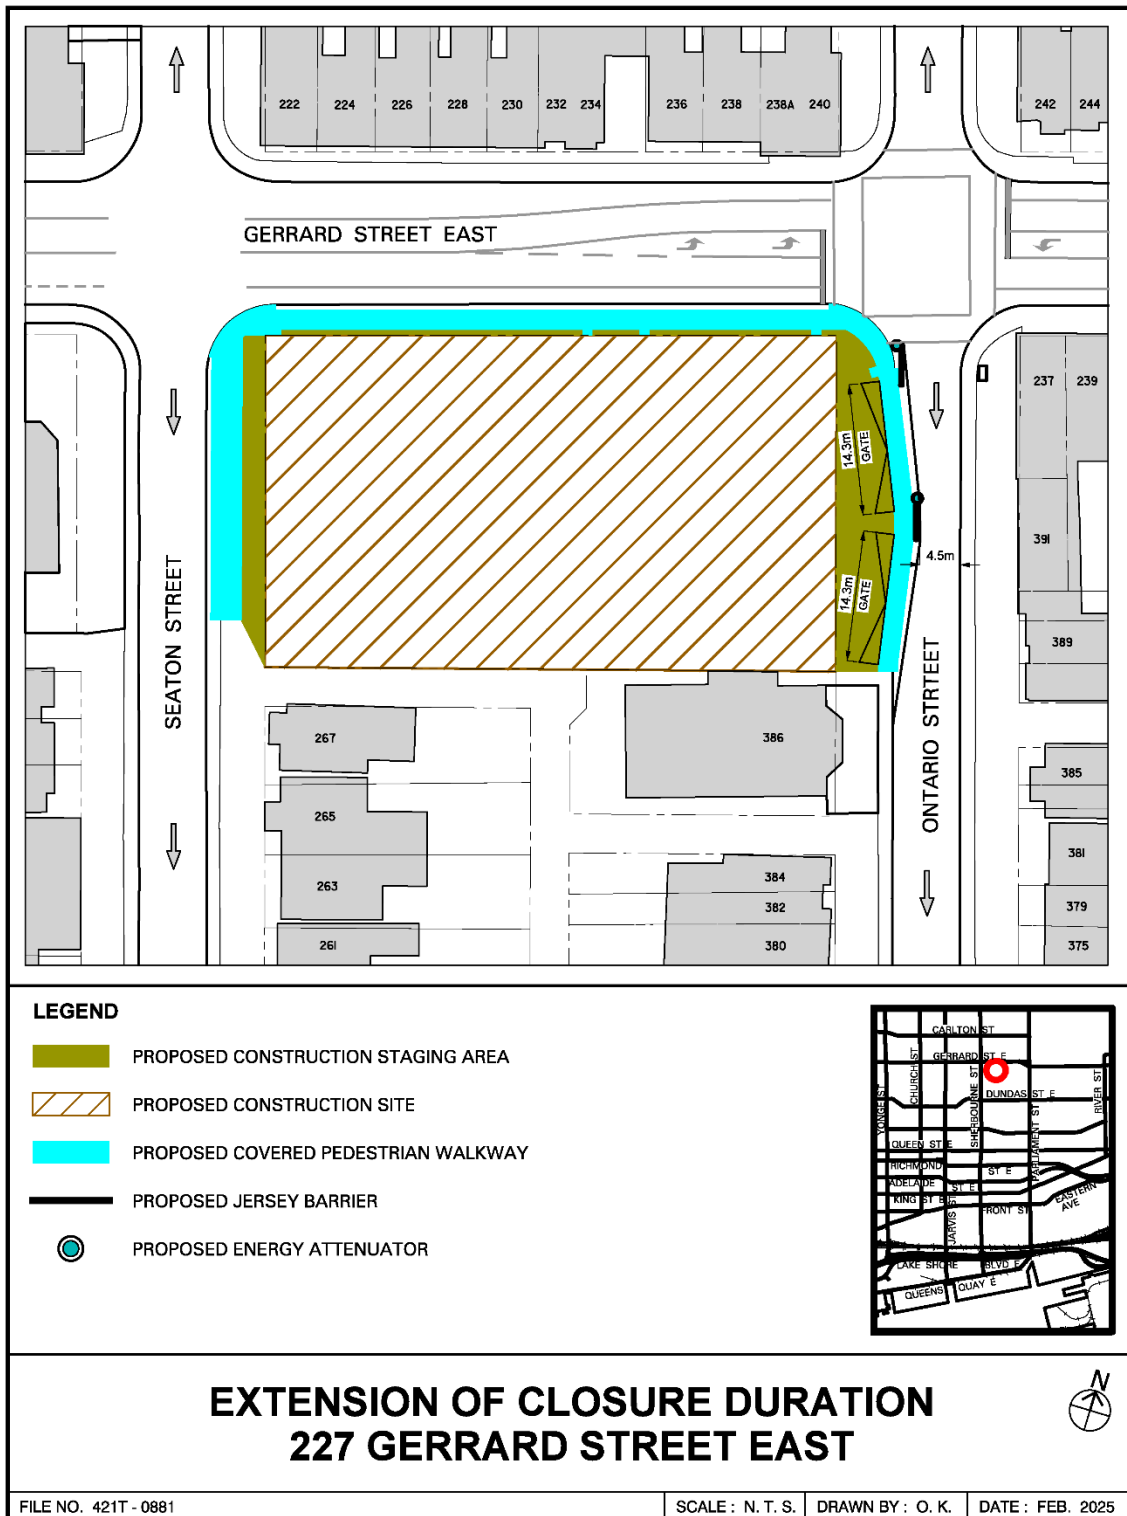 222 224 226 228 230 232 234 236 238 238A 240 242 244
GERRARD STREET EAST
237 239
14.3m
GATE
391
4.5m
14.3m
GATE
389
SEATON STREET
ONTARIO STRTEET
267
386
385
265
381
263
384
382
379
261
380
375
LEGEND
PROPOSED CONSTRUCTION STAGING AREA
PROPOSED CONSTRUCTION SITE
PROPOSED COVERED PEDESTRIAN WALKWAY
PROPOSED JERSEY BARRIER
PROPOSED ENERGY ATTENUATOR
CARLTON ST
GERRARD ST E
CHURCH ST
SHERBOURNE ST
DUNDAS ST E
YONGE ST
PARLIAMENT ST
RIVER ST
QUEEN ST E
RICHMOND ST E
ADELAIDE ST E
KING ST E
JARVIS ST
FRONT ST
EASTERN AVE
LAKE SHORE BLVD E
QUEENS QUAY E
EXTENSION OF CLOSURE DURATION
227 GERRARD STREET EAST
N
FILE NO. 421T - 0881
SCALE : N. T. S.
DRAWN BY : O. K.
DATE : FEB. 2025